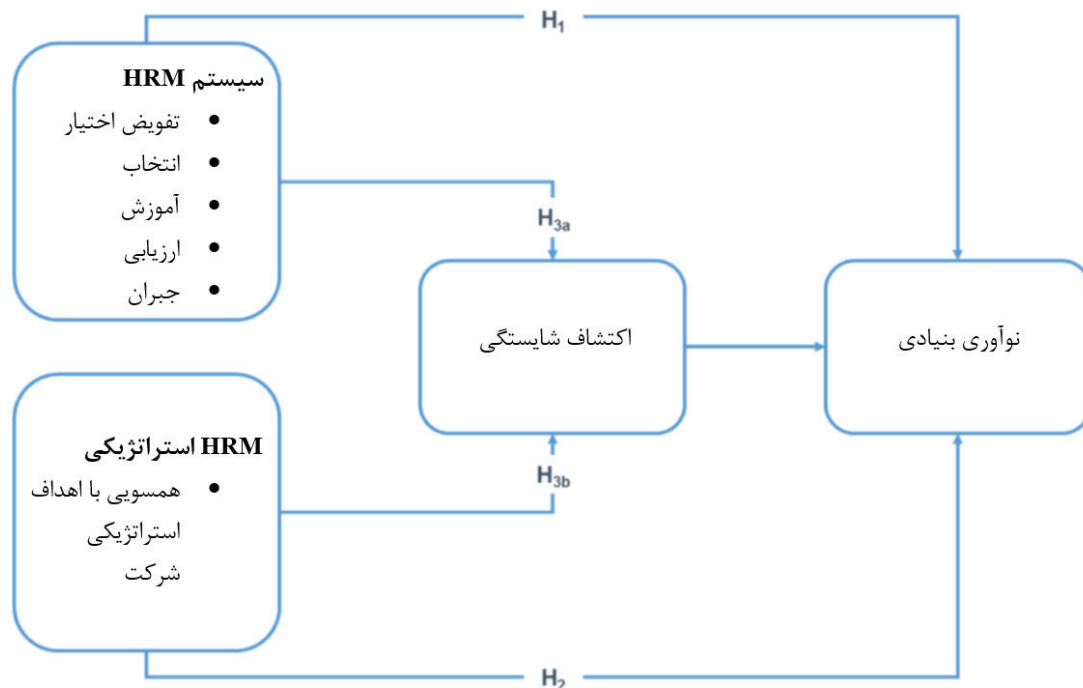 H1
سیستم HRM
• تفویض اختیار
• انتخاب
• آموزش
• ارزیابی
• جبران
H3a
اکتشاف شایستگی
نوآوری بنیادی
HRM استراتژیکی
• همسویی با اهداف
استراتژیکی
شرکت
H3b
H2